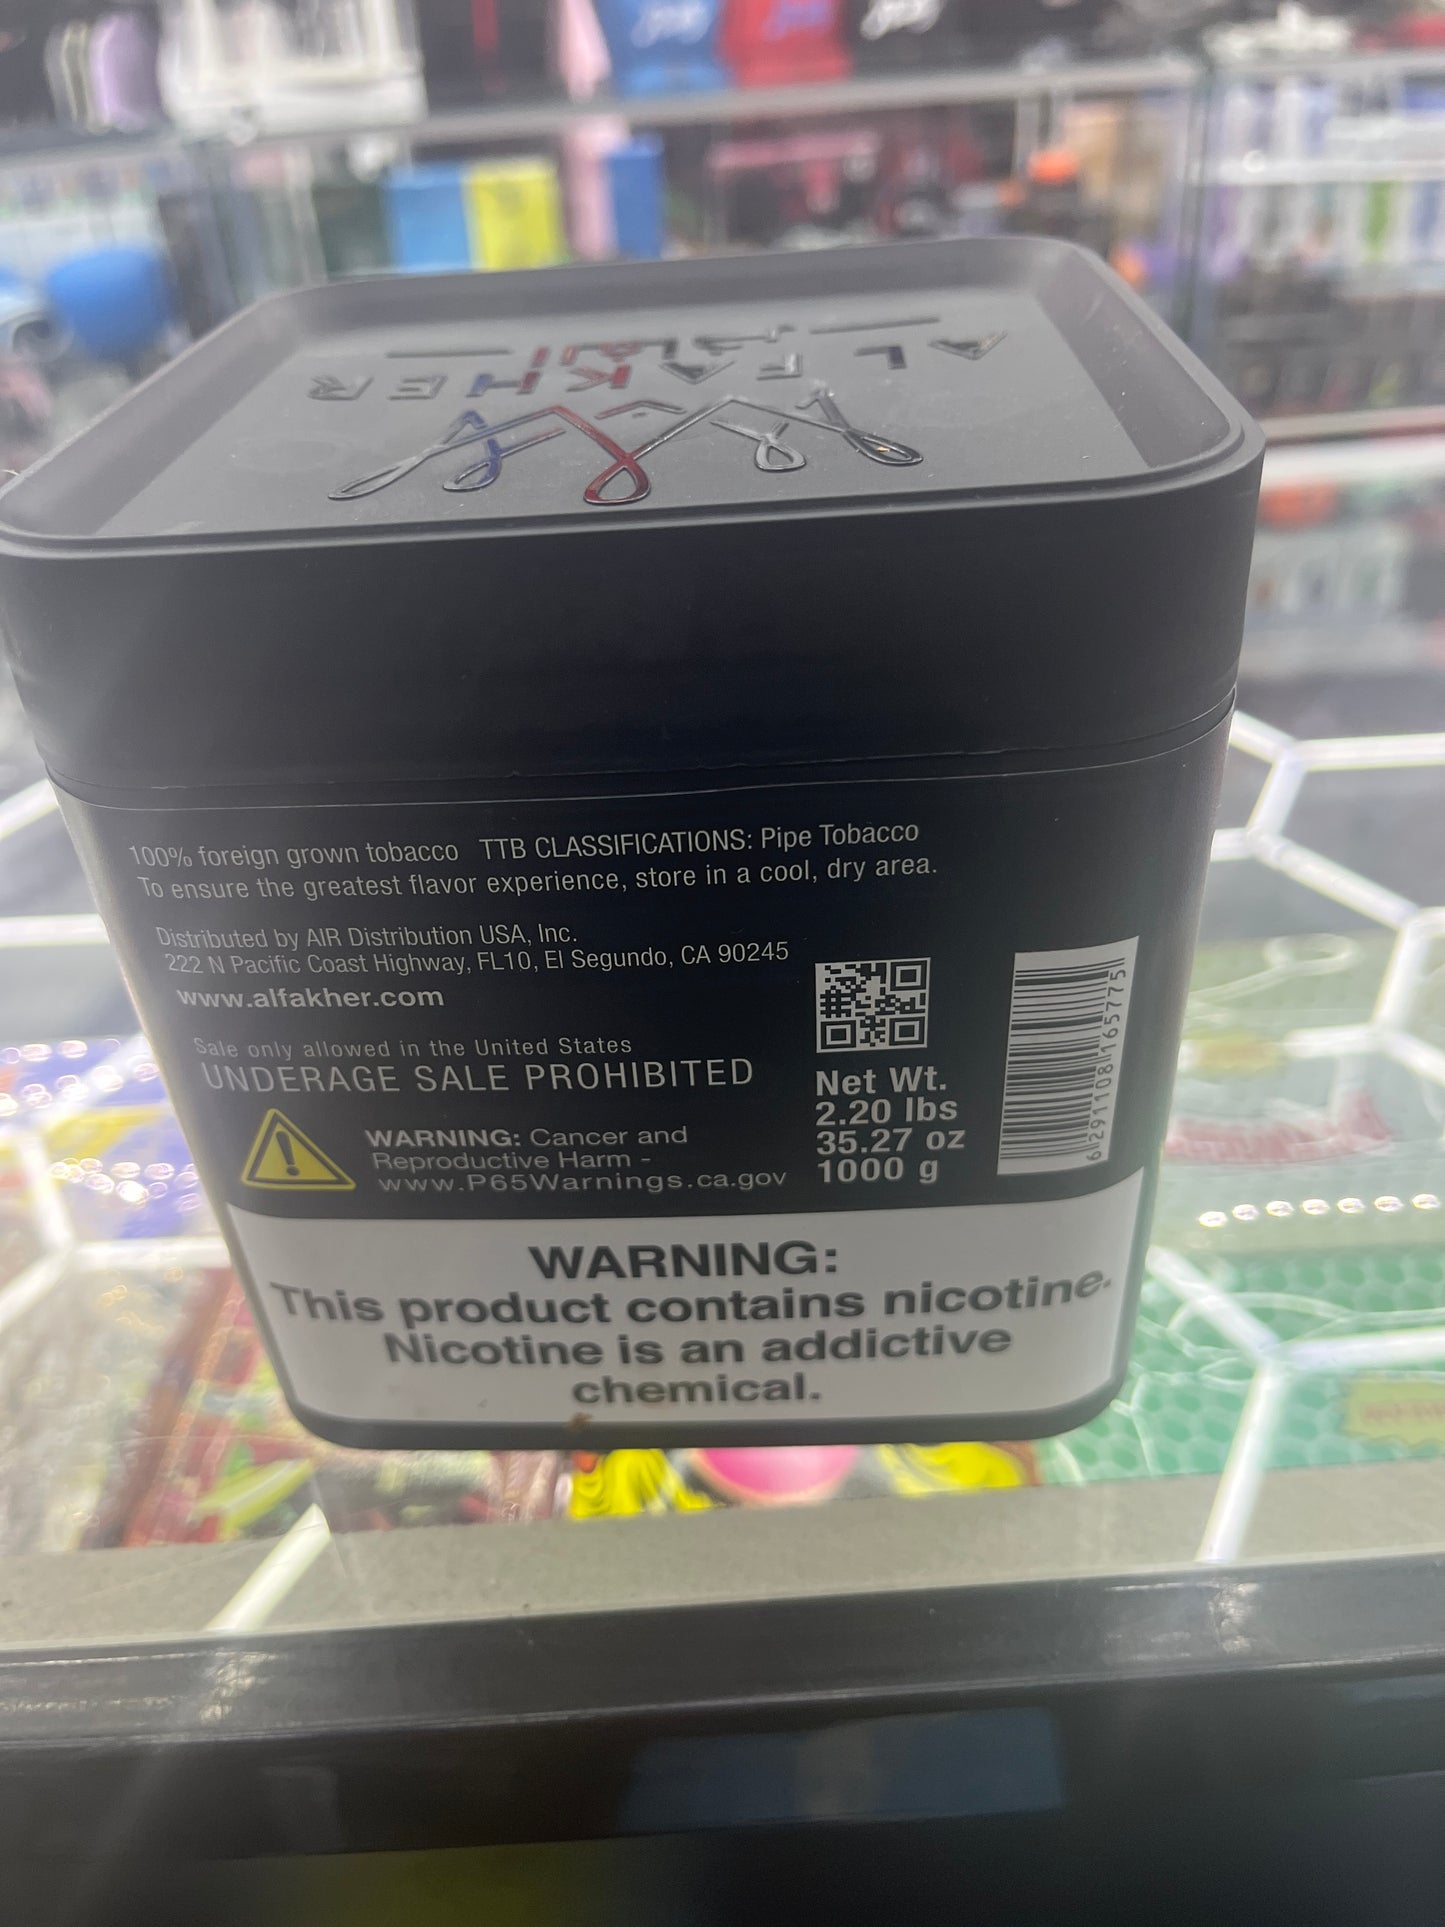 AL FAKHER
100% foreign grown tobacco TTB CLASSIFICATIONS: Pipe Tobacco
To ensure the greatest flavor experience, store in a cool, dry area.
Distributed by AIR Distribution USA, Inc.
222 N Pacific Coast Highway, FL10, El Segundo, CA 90245
www.alfakher.com
Sale only allowed in the United States
UNDERAGE SALE PROHIBITED
WARNING: Cancer and
Reproductive Harm -
www.P65Warnings.ca.gov
Net Wt.
2.20 lbs
35.27 oz
1000 g
6291108165775
WARNING:
This product contains nicotine.
Nicotine is an addictive
chemical.